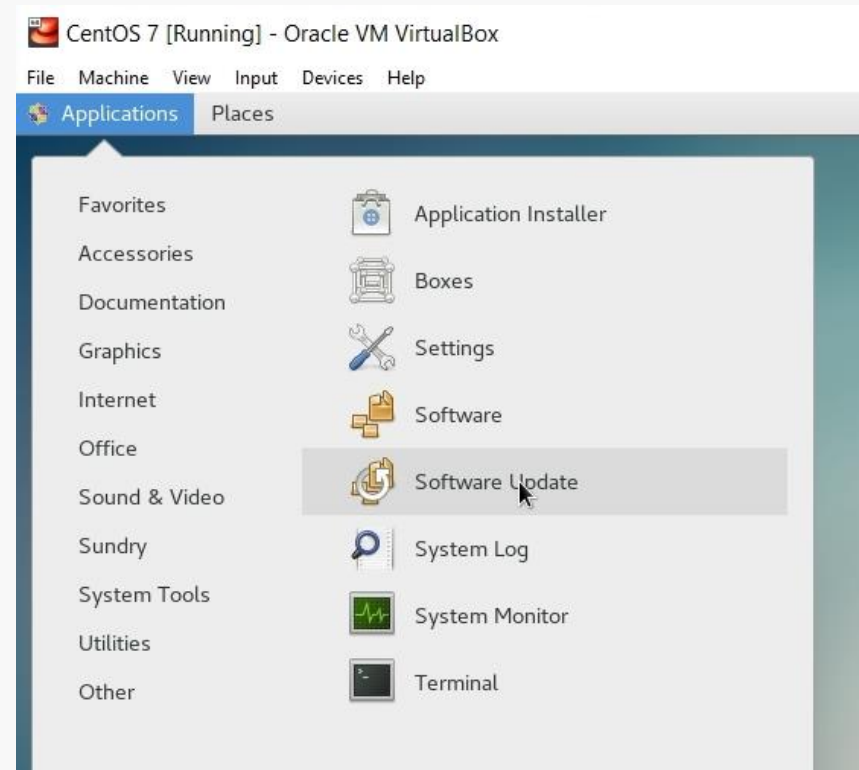 CentOS 7 [Running] - Oracle VM VirtualBox
File Machine View Input Devices Help
Applications Places
Favorites
Accessories
Documentation
Graphics
Internet
Office
Sound & Video
Sundry
System Tools
Utilities
Other
Application Installer
Boxes
Settings
Software
Software Update
System Log
System Monitor
Terminal